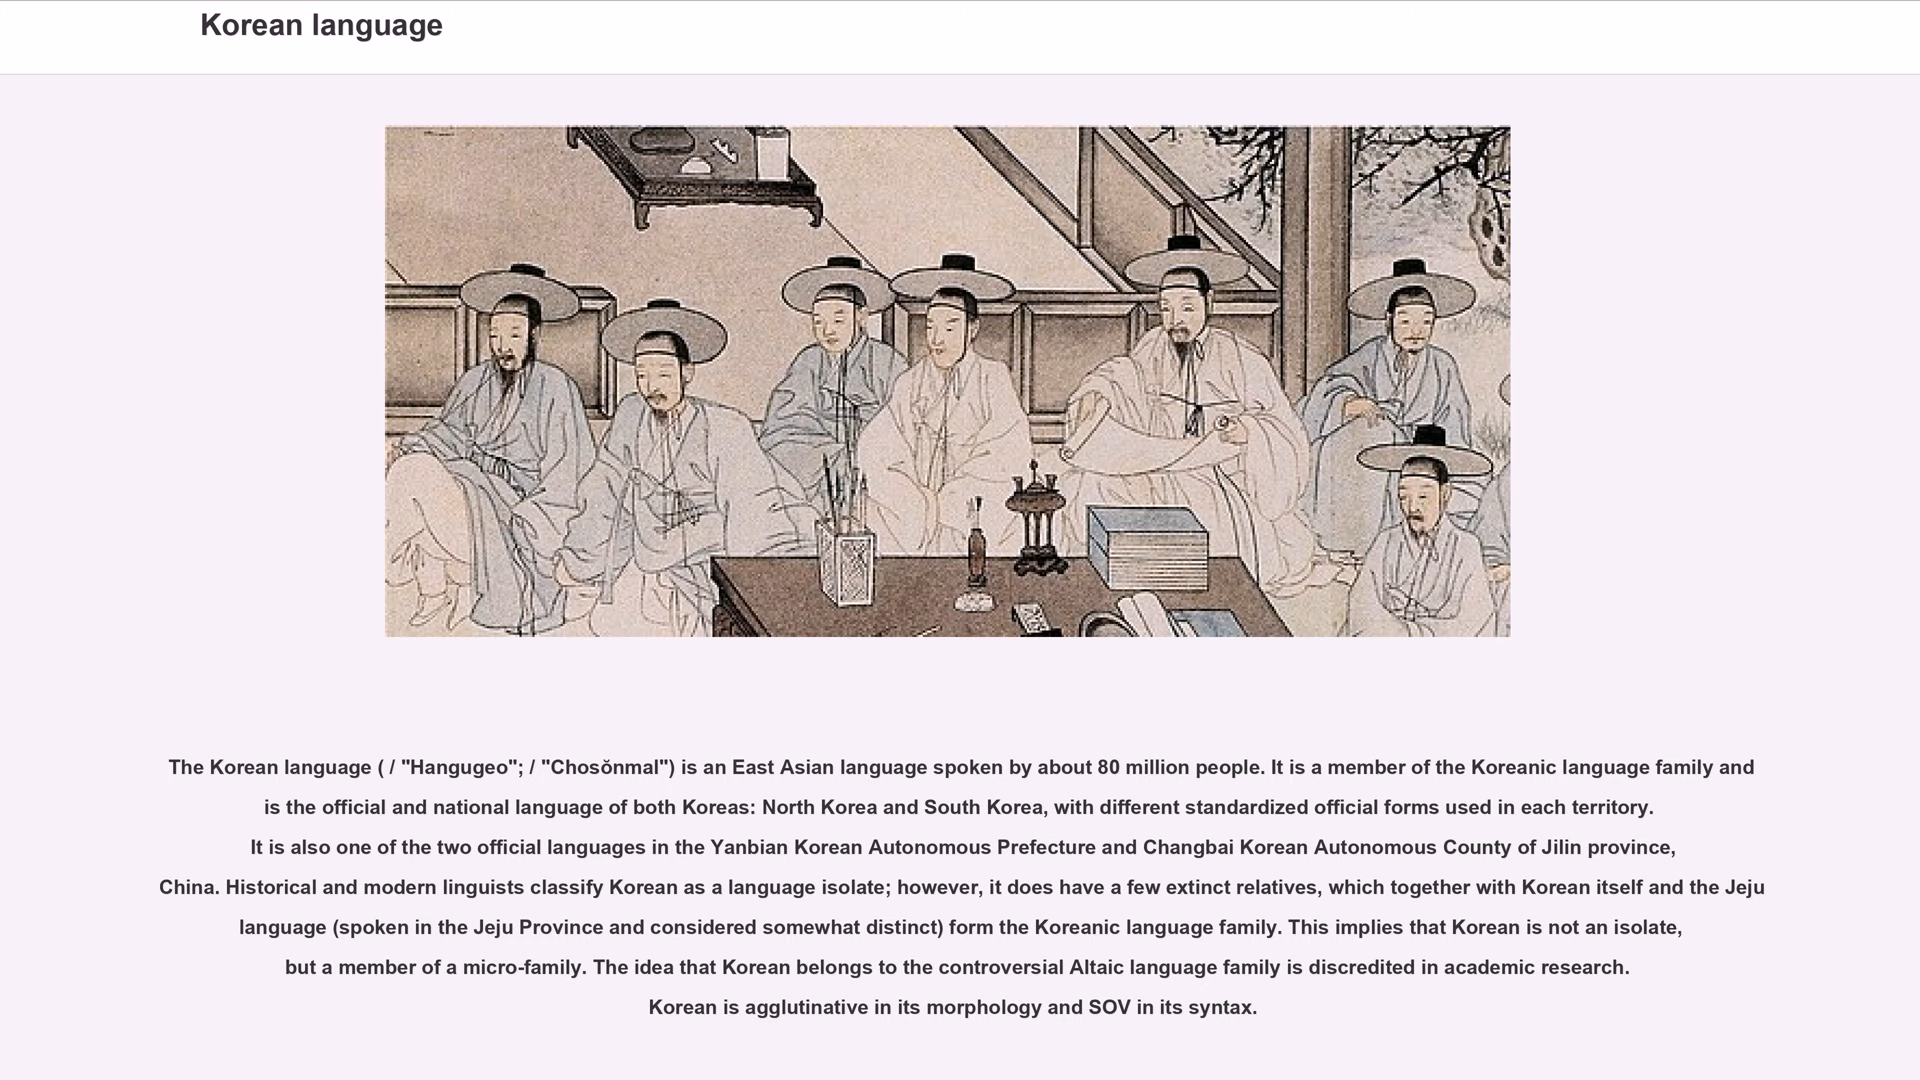 Korean language
The Korean language ( / "Hangugeo"; / "Chosŏnmal") is an East Asian language spoken by about 80 million people. It is a member of the Koreanic language family and
is the official and national language of both Koreas: North Korea and South Korea, with different standardized official forms used in each territory.
It is also one of the two official languages in the Yanbian Korean Autonomous Prefecture and Changbai Korean Autonomous County of Jilin province,
China. Historical and modern linguists classify Korean as a language isolate; however, it does have a few extinct relatives, which together with Korean itself and the Jeju
language (spoken in the Jeju Province and considered somewhat distinct) form the Koreanic language family. This implies that Korean is not an isolate,
but a member of a micro-family. The idea that Korean belongs to the controversial Altaic language family is discredited in academic research.
Korean is agglutinative in its morphology and SOV in its syntax.